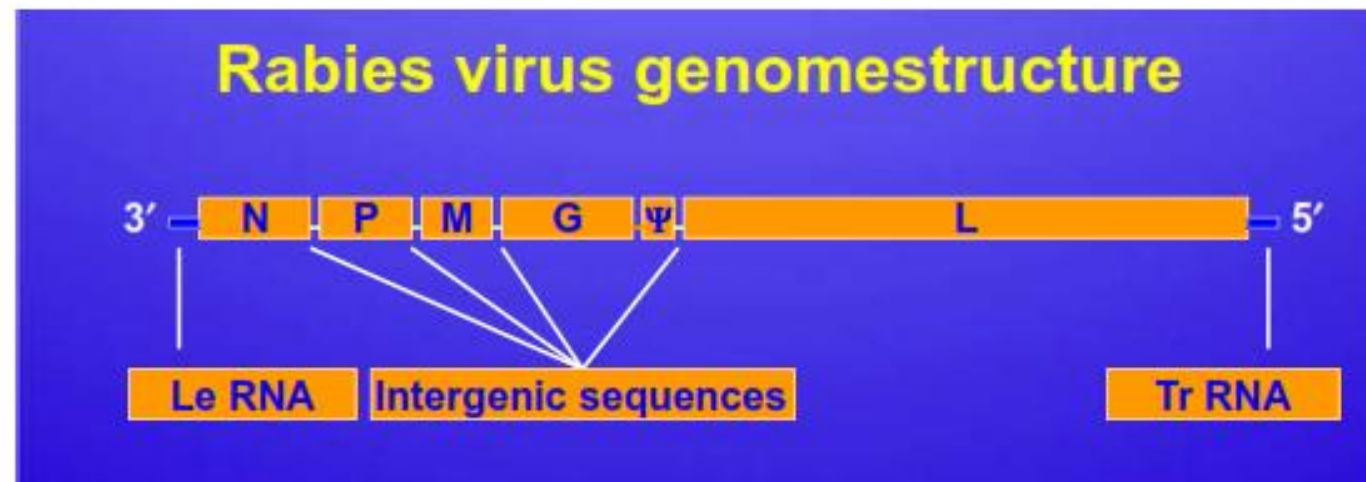 Rabies virus genomestructure
3′ N P M G Ψ L 5′
Le RNA Intergenic sequences Tr RNA